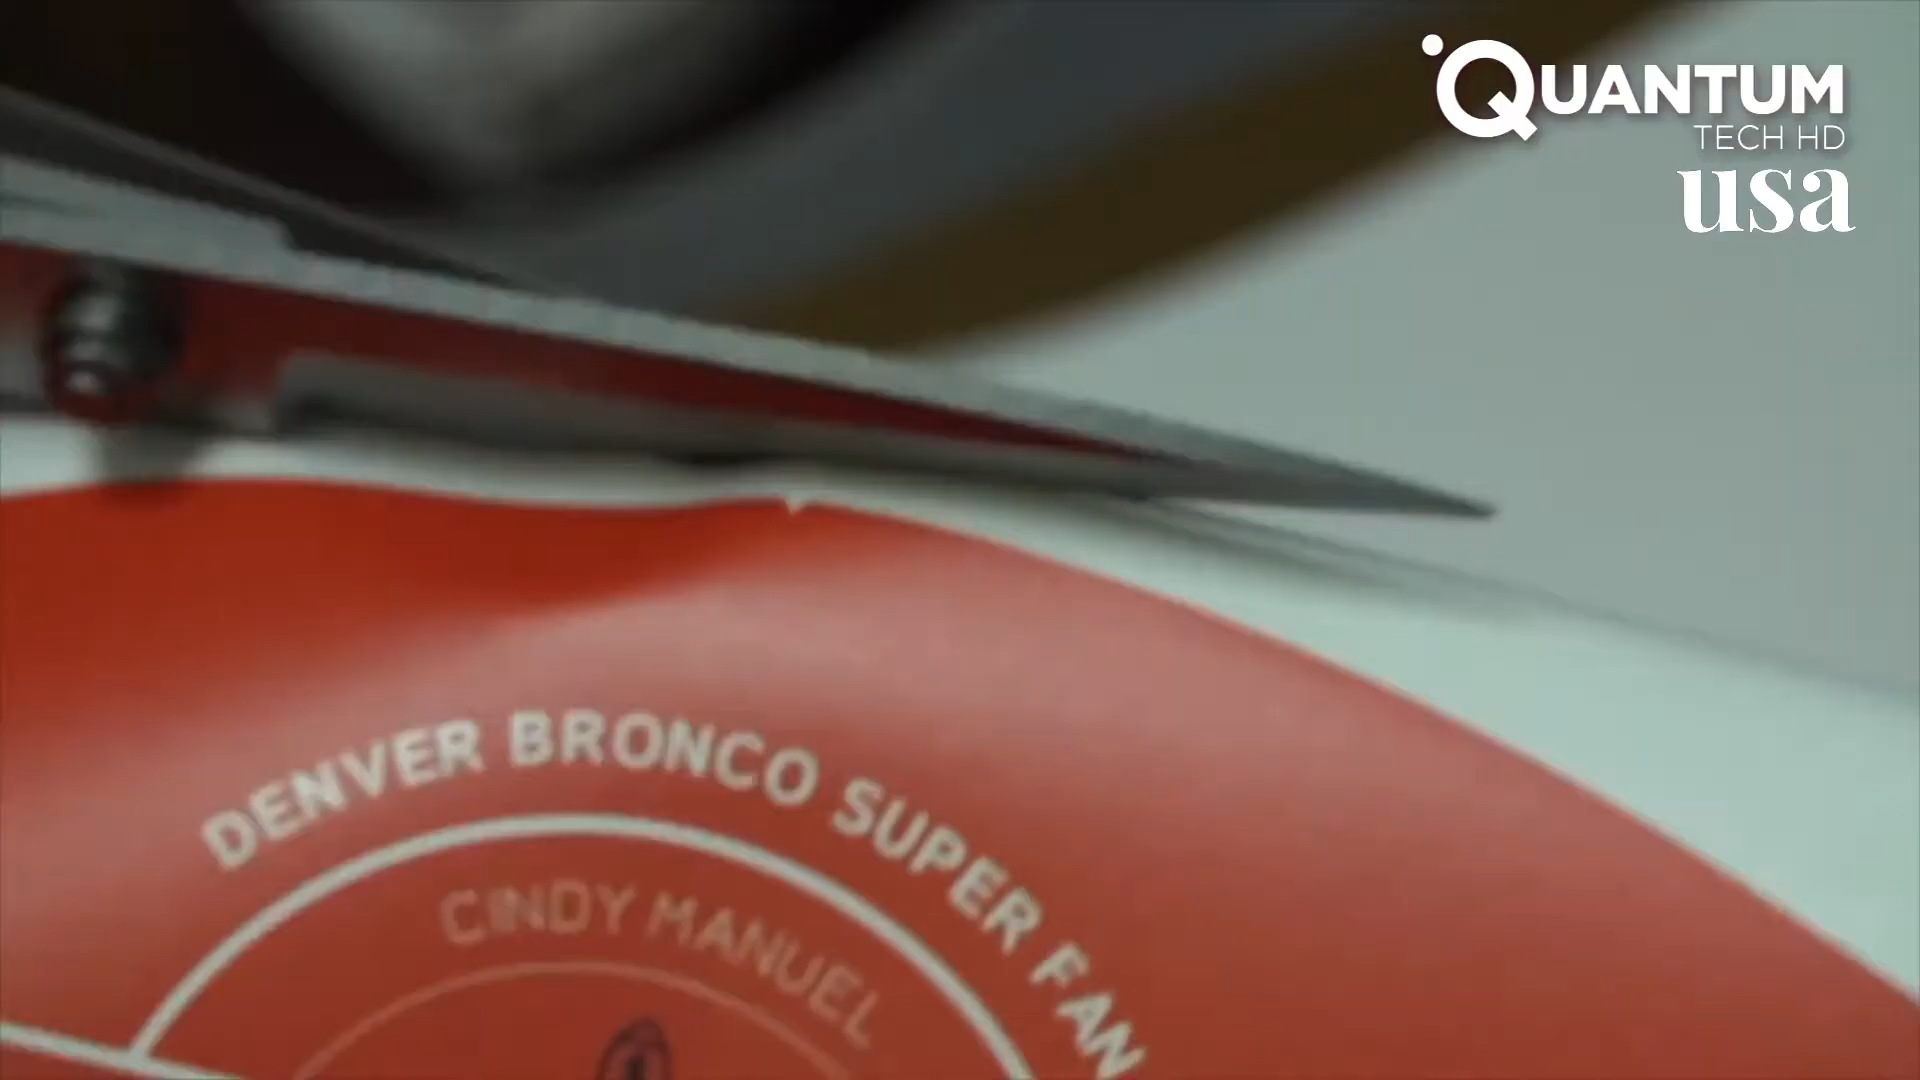 QUANTUM
TECH HD
usa
DENVER BRONCO SUPER FAN
CINDY MANUEL